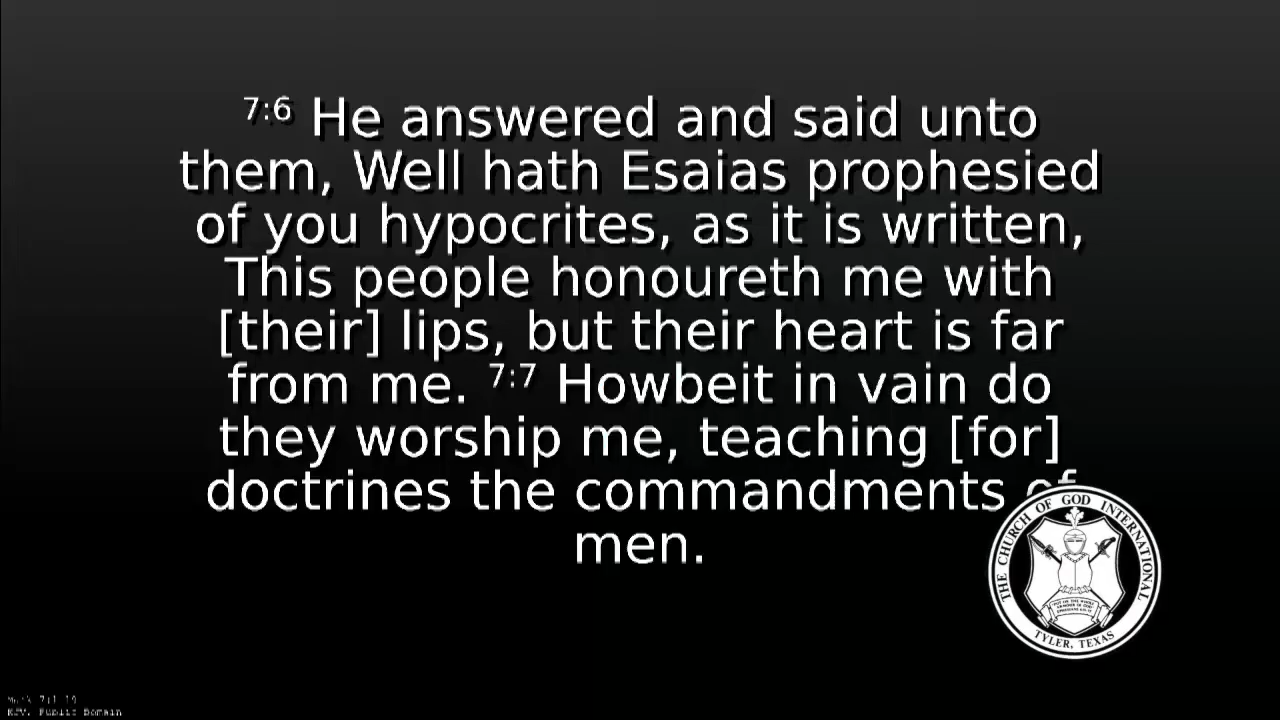 7:6 He answered and said unto
them, Well hath Esaias prophesied
of you hypocrites, as it is written,
This people honoureth me with
[their] lips, but their heart is far
from me. 7:7 Howbeit in vain do
they worship me, teaching [for]
doctrines the commandments of
men.
THE CHURCH OF GOD INTERNATIONAL
TYLER, TEXAS
KJV, Public Domain